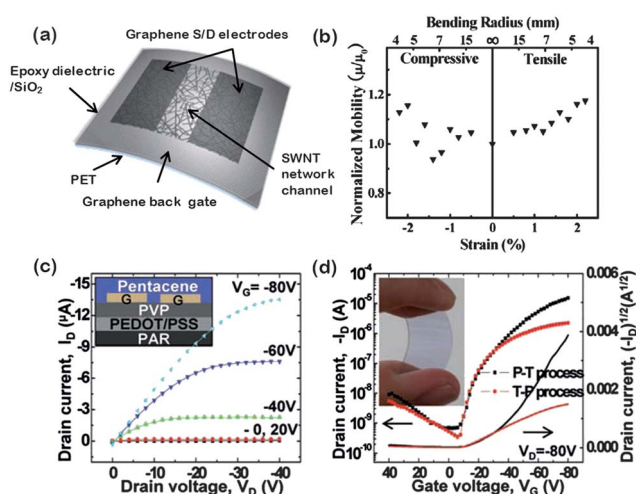 (a)
Graphene S/D electrodes
Epoxy dielectric
/SiO2
PET
Graphene back gate
SWNT
network
channel
(b)
Bending Radius (mm)
4 5 7 15 ∞ 15 7 5 4
Compressive
Tensile
Normalized Mobility (μ/μ0)
1.2
1.0
0.8
-2 -1 0 1 2
Strain (%)
(c)
Drain current, ID (μA)
-15
-12
-9
-6
-3
0
Pentacene
G G
PVP
PEDOT/PSS
PAR
VG= -80V
-60V
-40V
- 0, 20V
0 -10 -20 -30 -40
Drain voltage, VD (V)
(d)
Drain current, -ID (A)
10-4
10-5
10-6
10-7
10-8
10-9
10-10
P-T process
T-P process
VD=-80V
40 20 0 -20 -40 -60 -80
Gate voltage, VG (V)
0.006
0.004
0.002
0.000
Drain current, (-ID)1/2(A1/2)